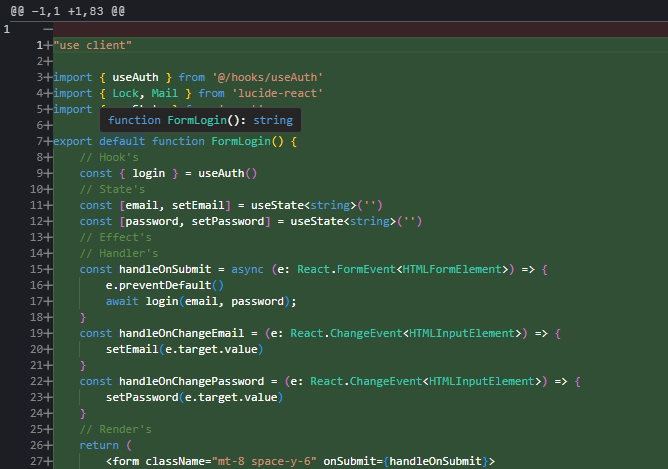 @@ -1,1 +1,83 @@
1
1+ "use client"
2+
3+ import { useAuth } from '@/hooks/useAuth'
4+ import { Lock, Mail } from 'lucide-react'
5+ import {
function FormLogin(): string
6+
7+ export default function FormLogin() {
8+ // Hook's
9+ const { login } = useAuth()
10+ // State's
11+ const [email, setEmail] = useState<string>('')
12+ const [password, setPassword] = useState<string>('')
13+ // Effect's
14+ // Handler's
15+ const handleOnSubmit = async (e: React.FormEvent<HTMLFormElement>) => {
16+ e.preventDefault()
17+ await login(email, password);
18+ }
19+ const handleOnChangeEmail = (e: React.ChangeEvent<HTMLInputElement>) => {
20+ setEmail(e.target.value)
21+ }
22+ const handleOnChangePassword = (e: React.ChangeEvent<HTMLInputElement>) => {
23+ setPassword(e.target.value)
24+ }
25+ // Render's
26+ return (
27+ <form className="mt-8 space-y-6" onSubmit={handleOnSubmit}>